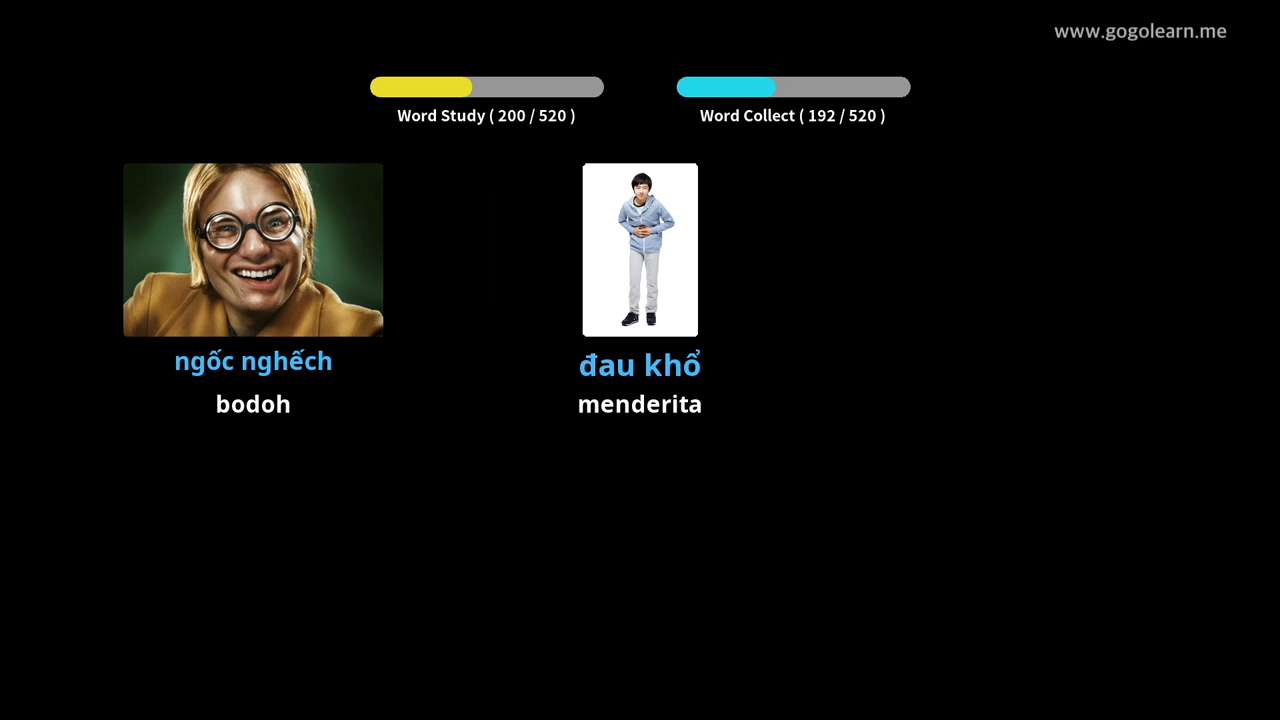 www.gogolearn.me
Word Study ( 200 / 520 )
Word Collect ( 192 / 520 )
ngốc nghếch
bodoh
đau khổ
menderita